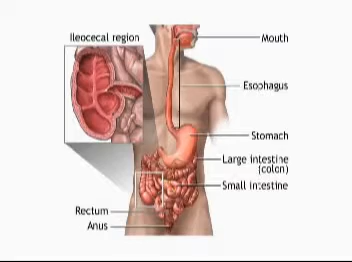 Ileocecal region
Mouth
Esophagus
Stomach
Large intestine
(colon)
Small intestine
Rectum
Anus